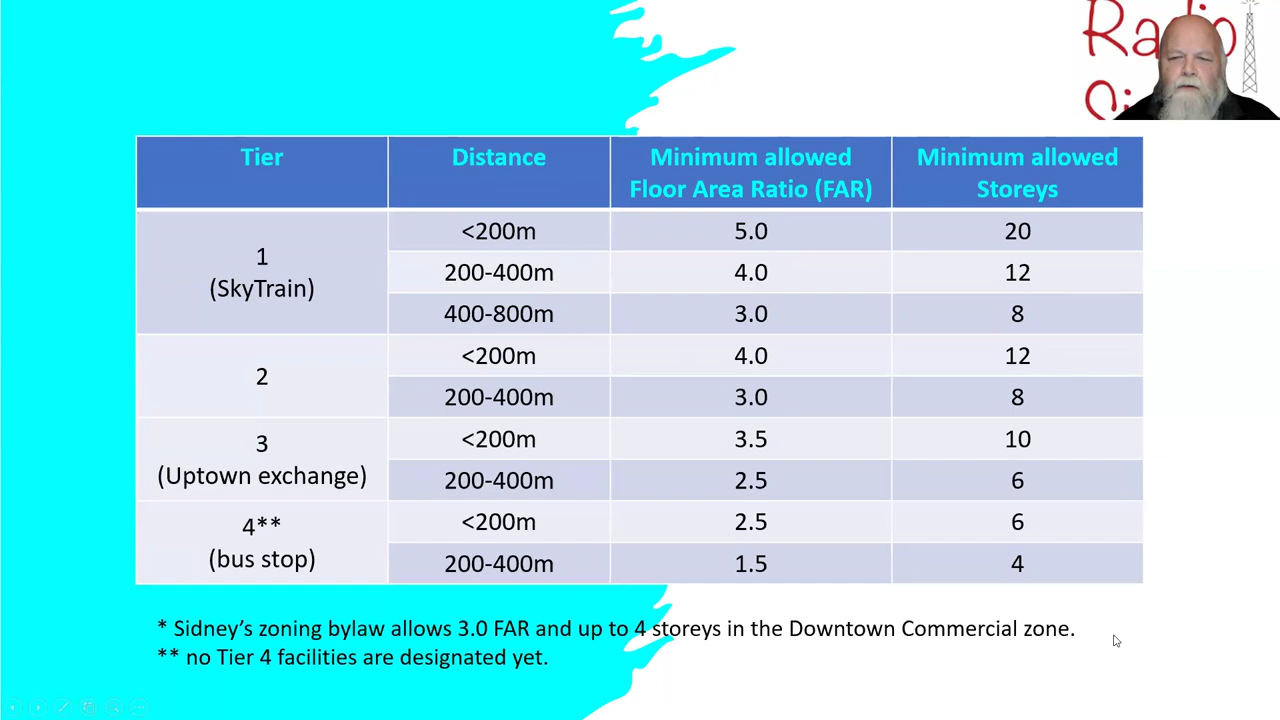 Radio
Si
Tier
Distance
Minimum allowed
Floor Area Ratio (FAR)
Minimum allowed
Storeys
1
(SkyTrain)
<200m
5.0
20
200-400m
4.0
12
400-800m
3.0
8
2
<200m
4.0
12
200-400m
3.0
8
3
(Uptown exchange)
<200m
3.5
10
200-400m
2.5
6
4**
(bus stop)
<200m
2.5
6
200-400m
1.5
4
* Sidney’s zoning bylaw allows 3.0 FAR and up to 4 storeys in the Downtown Commercial zone.
** no Tier 4 facilities are designated yet.